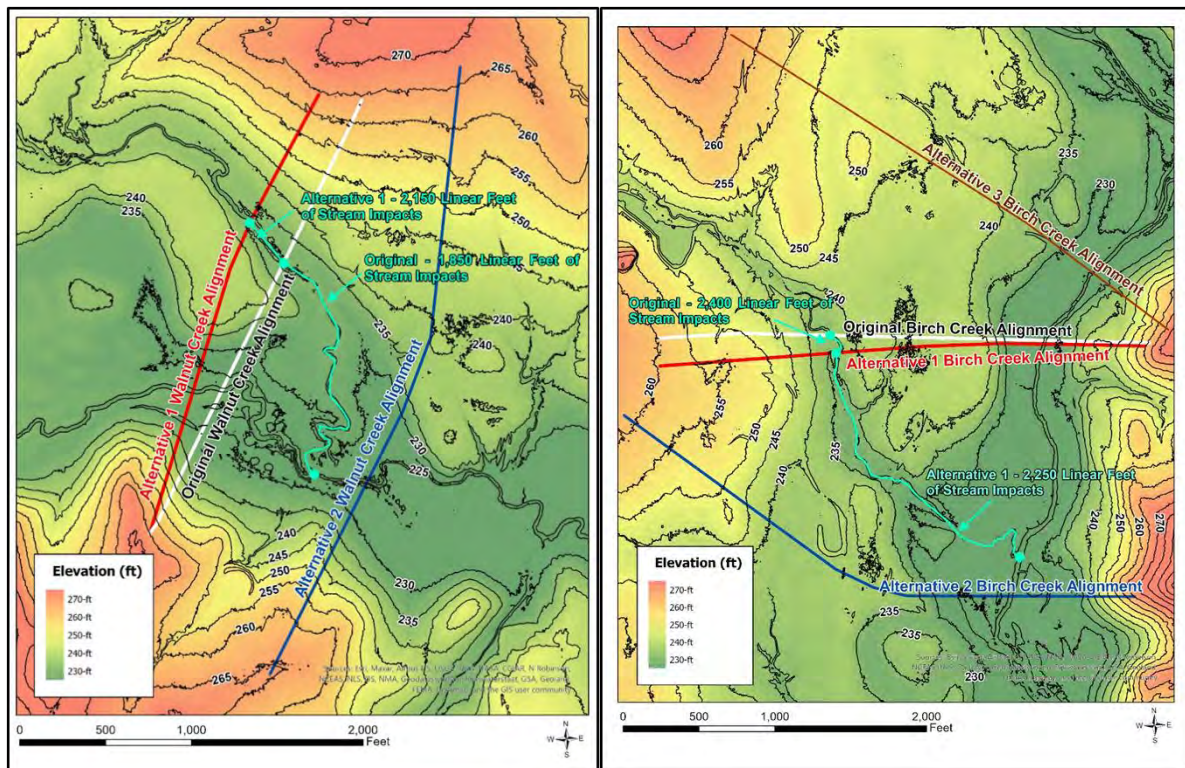 270
265
260
250
245
240
235
240
235
240
235
230
225
240
245
250
255
260
265
230
235
Alternative 1 - 2,150 Linear Feet
of Stream Impacts
Original - 1,850 Linear Feet of
Stream Impacts
Alternative 1 Walnut Creek Alignment
Original Walnut Creek Alignment
Alternative 2 Walnut Creek Alignment
Elevation (ft)
270-ft
260-ft
250-ft
240-ft
230-ft
0 500 1,000 2,000
Feet
N
W E
S
260
255
250
250
245
240
235
230
240
Alternative 3 Birch Creek Alignment
Original - 2,400 Linear Feet of
Stream Impacts
Original Birch Creek Alignment
Alternative 1 Birch Creek Alignment
260
255
250
245
240
235
240
Alternative 1 - 2,250 Linear Feet
of Stream Impacts
240
250
260
270
Alternative 2 Birch Creek Alignment
235
235
230
Elevation (ft)
270-ft
260-ft
250-ft
240-ft
230-ft
0 500 1,000 2,000
Feet
N
W E
S